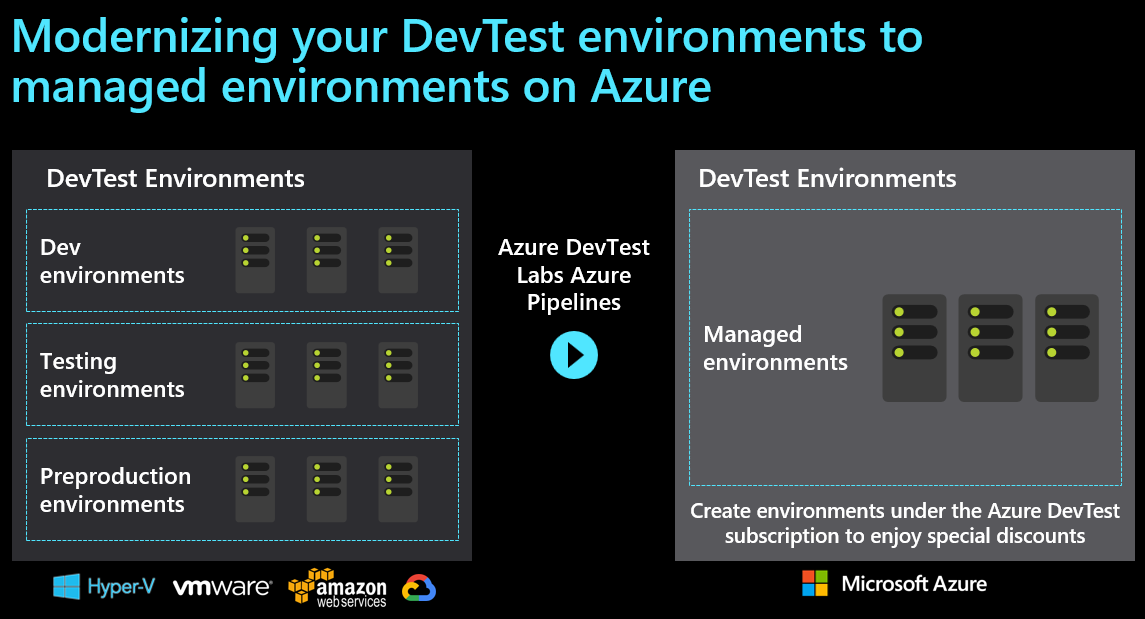 Modernizing your DevTest environments to
managed environments on Azure
DevTest Environments
Dev
environments
Testing
environments
Preproduction
environments
Hyper-V
vmware
amazon
webservices
Azure DevTest
Labs Azure
Pipelines
DevTest Environments
Managed
environments
Create environments under the Azure DevTest
subscription to enjoy special discounts
Microsoft Azure